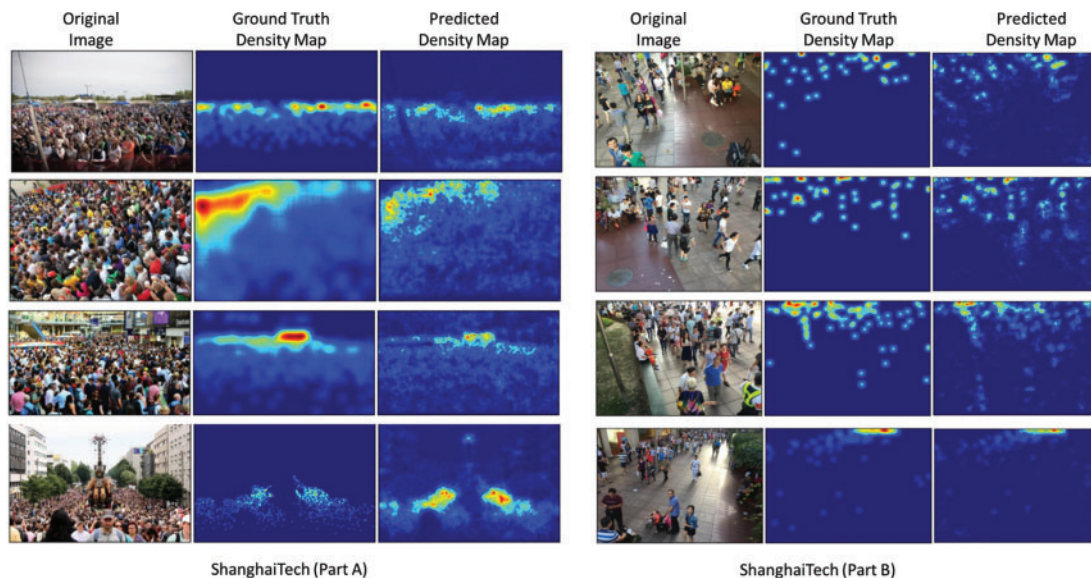 Original
Image
Ground Truth
Density Map
Predicted
Density Map
Original
Image
Ground Truth
Density Map
Predicted
Density Map
ShanghaiTech (Part A)
ShanghaiTech (Part B)